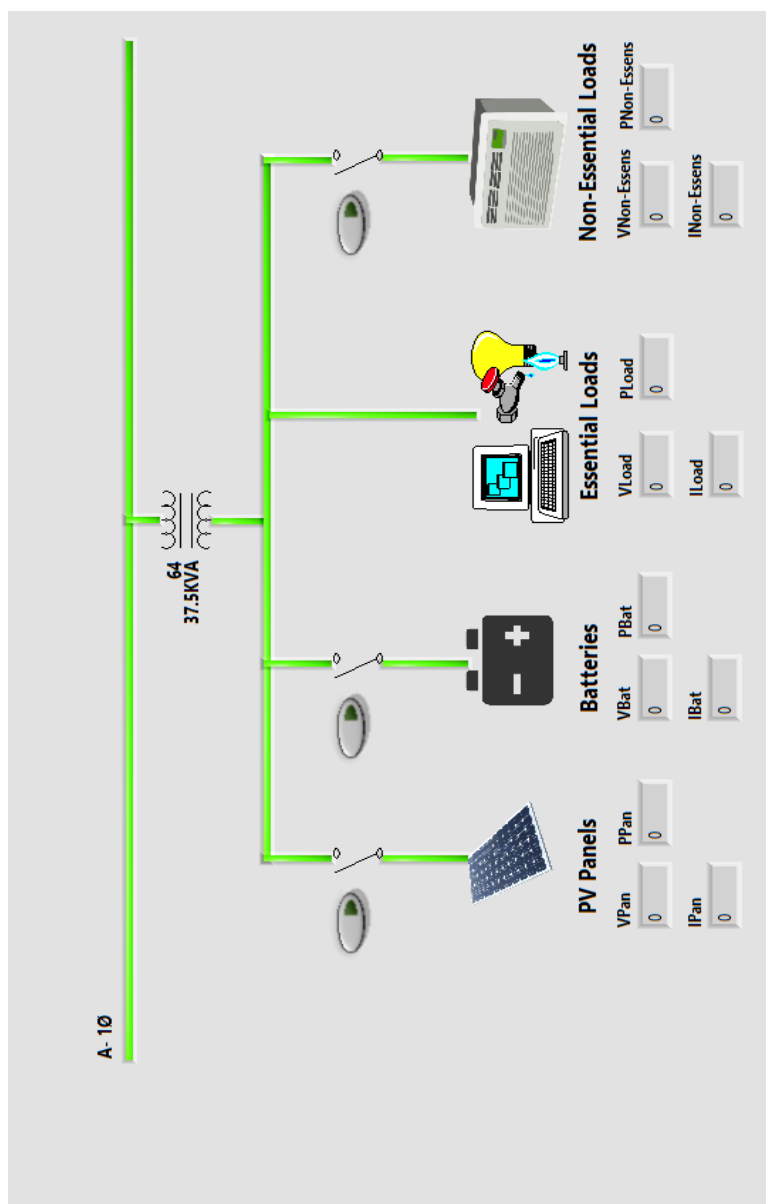 A- 1Ø
64
37.5KVA
PV Panels
VPan PPan
0 0
IPan
0
Batteries
VBat PBat
0 0
IBat
0
Essential Loads
VLoad PLoad
0 0
ILoad
0
Non-Essential Loads
VNon-Essens PNon-Essens
0 0
INon-Essens
0